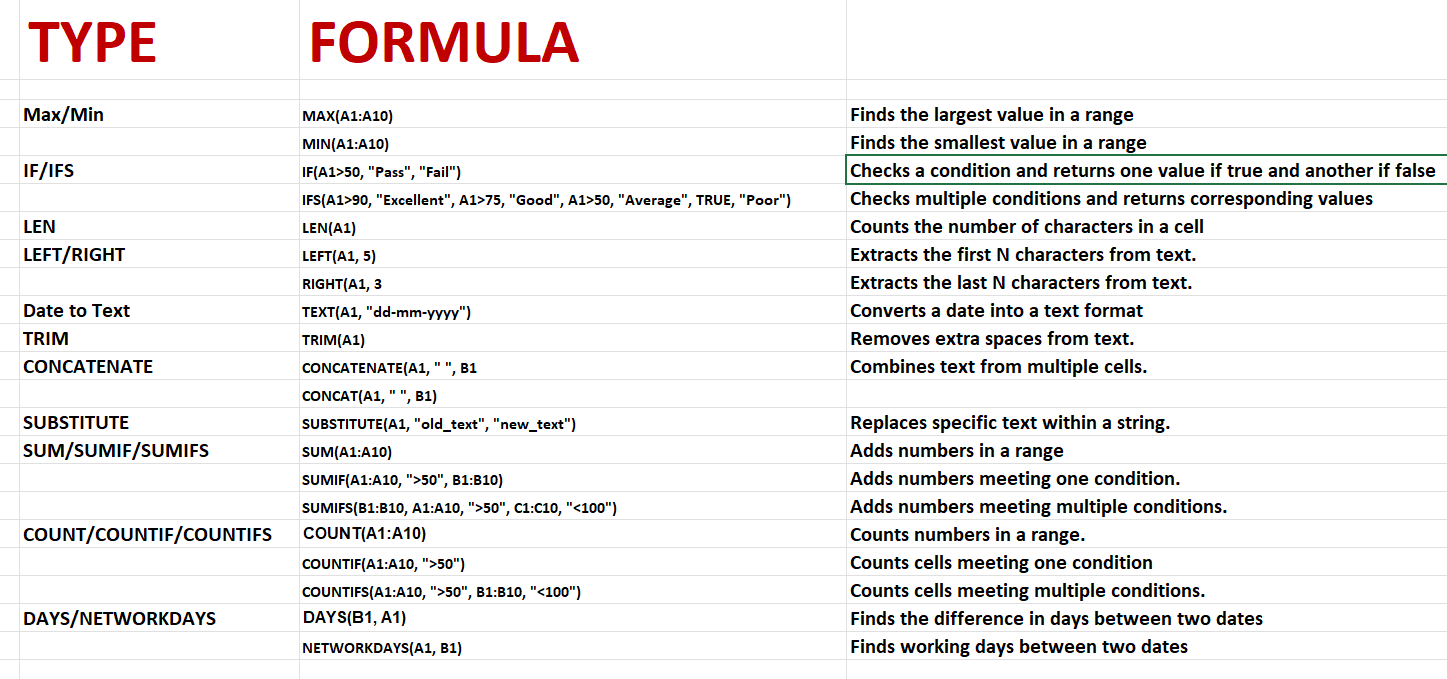 TYPE FORMULA
Max/Min MAX(A1:A10) Finds the largest value in a range
MIN(A1:A10) Finds the smallest value in a range
IF/IFS IF(A1>50, "Pass", "Fail") Checks a condition and returns one value if true and another if false
IFS(A1>90, "Excellent", A1>75, "Good", A1>50, "Average", TRUE, "Poor") Checks multiple conditions and returns corresponding values
LEN LEN(A1) Counts the number of characters in a cell
LEFT/RIGHT LEFT(A1, 5) Extracts the first N characters from text.
RIGHT(A1, 3 Extracts the last N characters from text.
Date to Text TEXT(A1, "dd-mm-yyyy") Converts a date into a text format
TRIM TRIM(A1) Removes extra spaces from text.
CONCATENATE CONCATENATE(A1, " ", B1 Combines text from multiple cells.
CONCAT(A1, " ", B1)
SUBSTITUTE SUBSTITUTE(A1, "old_text", "new_text") Replaces specific text within a string.
SUM/SUMIF/SUMIFS SUM(A1:A10) Adds numbers in a range
SUMIF(A1:A10, ">50", B1:B10) Adds numbers meeting one condition.
SUMIFS(B1:B10, A1:A10, ">50", C1:C10, "<100") Adds numbers meeting multiple conditions.
COUNT/COUNTIF/COUNTIFS COUNT(A1:A10) Counts numbers in a range.
COUNTIF(A1:A10, ">50") Counts cells meeting one condition
COUNTIFS(A1:A10, ">50", B1:B10, "<100") Counts cells meeting multiple conditions.
DAYS/NETWORKDAYS DAYS(B1, A1) Finds the difference in days between two dates
NETWORKDAYS(A1, B1) Finds working days between two dates